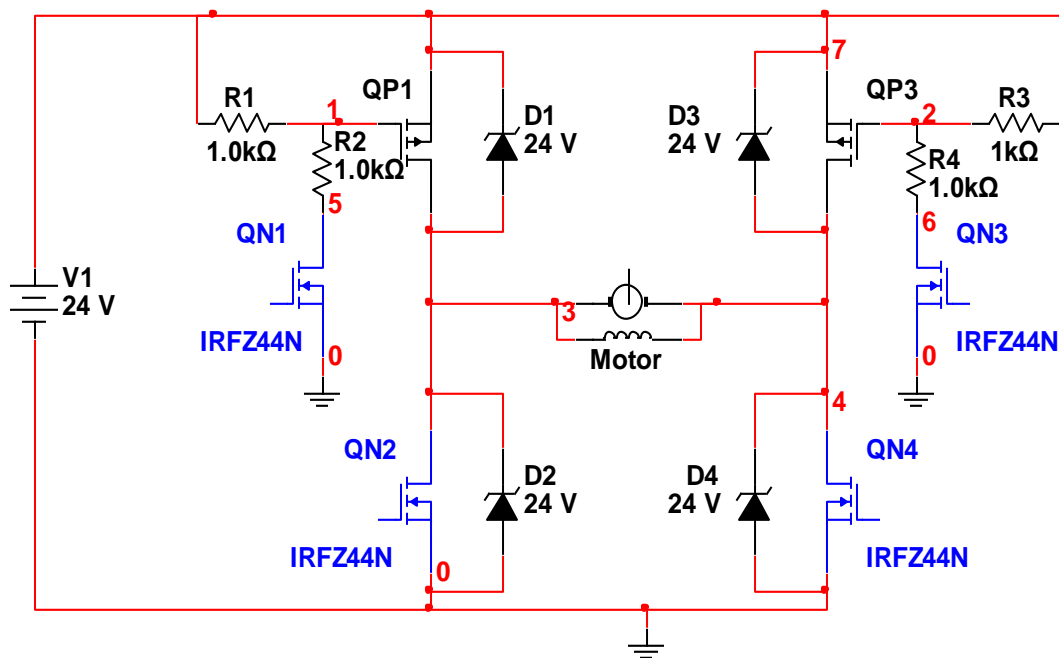 7
QP1
QP3
R1
1
D1
24 V
D3
24 V
2
R3
1.0kΩ
R2
1.0kΩ
R4
1.0kΩ
1kΩ
5
6
QN1
QN3
V1
24 V
3
IRFZ44N
0
Motor
0
IRFZ44N
4
QN2
QN4
D2
24 V
D4
24 V
IRFZ44N
0
IRFZ44N